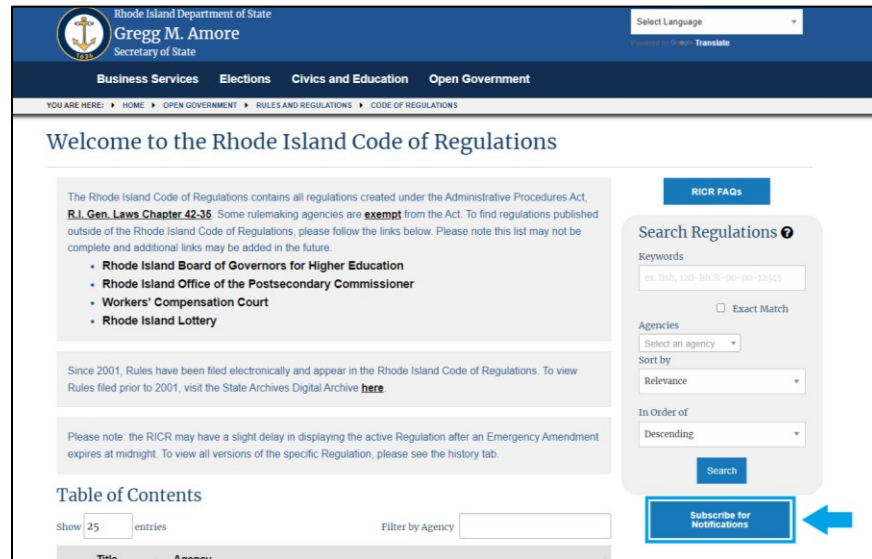 Rhode Island Department of State
Gregg M. Amore
Secretary of State
1636
Select Language
Powered by Google Translate
Business Services Elections Civics and Education Open Government
YOU ARE HERE: HOME OPEN GOVERNMENT RULES AND REGULATIONS CODE OF REGULATIONS
Welcome to the Rhode Island Code of Regulations
The Rhode Island Code of Regulations contains all regulations created under the Administrative Procedures Act,
R.I. Gen. Laws Chapter 42-35. Some rulemaking agencies are exempt from the Act. To find regulations published
outside of the Rhode Island Code of Regulations, please follow the links below. Please note this list may not be
complete and additional links may be added in the future.
• Rhode Island Board of Governors for Higher Education
• Rhode Island Office of the Postsecondary Commissioner
• Workers' Compensation Court
• Rhode Island Lottery
Since 2001, Rules have been filed electronically and appear in the Rhode Island Code of Regulations. To view
Rules filed prior to 2001, visit the State Archives Digital Archive here.
Please note: the RICR may have a slight delay in displaying the active Regulation after an Emergency Amendment
expires at midnight. To view all versions of the specific Regulation, please see the history tab.
Table of Contents
Show 25 entries
Filter by Agency
Title Agency
RICR FAQs
Search Regulations ?
Keywords
ex. fish, 120-RICR-00-00-12345
Exact Match
Agencies
Select an agency
Sort by
Relevance
In Order of
Descending
Search
Subscribe for
Notifications